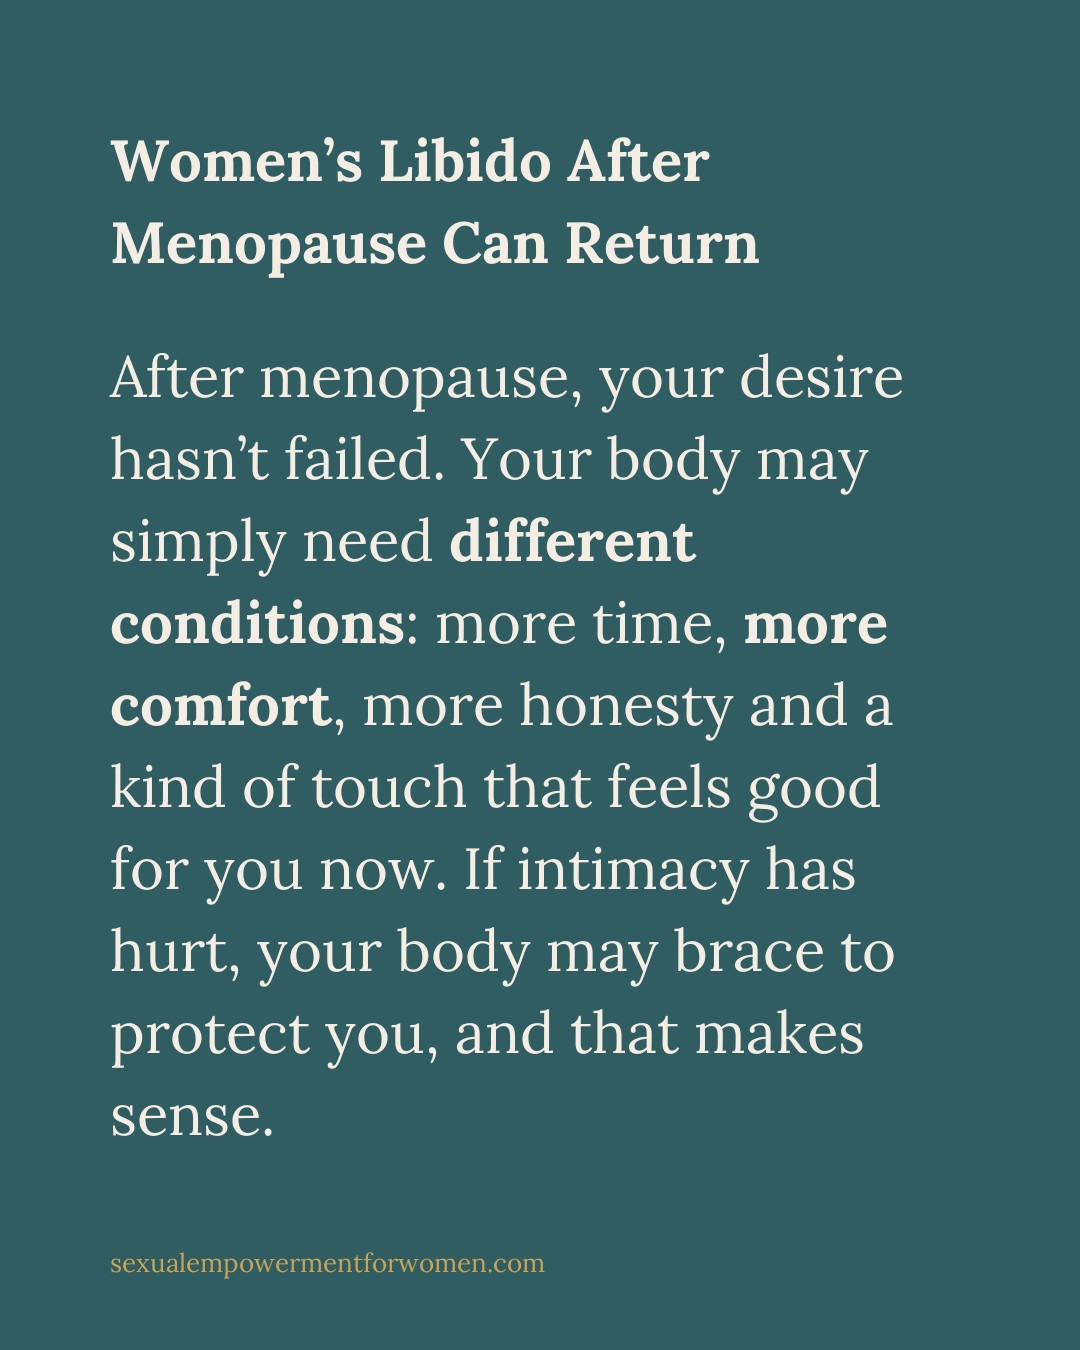 Women’s Libido After
Menopause Can Return
After menopause, your desire
hasn’t failed. Your body may
simply need different
conditions: more time, more
comfort, more honesty and a
kind of touch that feels good
for you now. If intimacy has
hurt, your body may brace to
protect you, and that makes
sense.
sexualempowermentforwomen.com